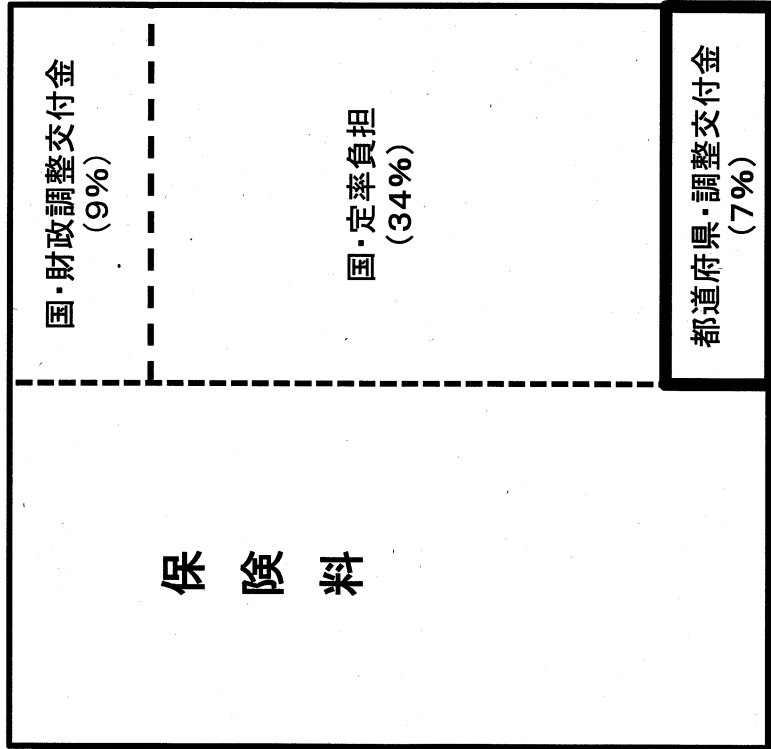 国・財政調整交付金
(9%)
国・定率負担
(34%)
都道府県・調整交付金
(7%)
保険料